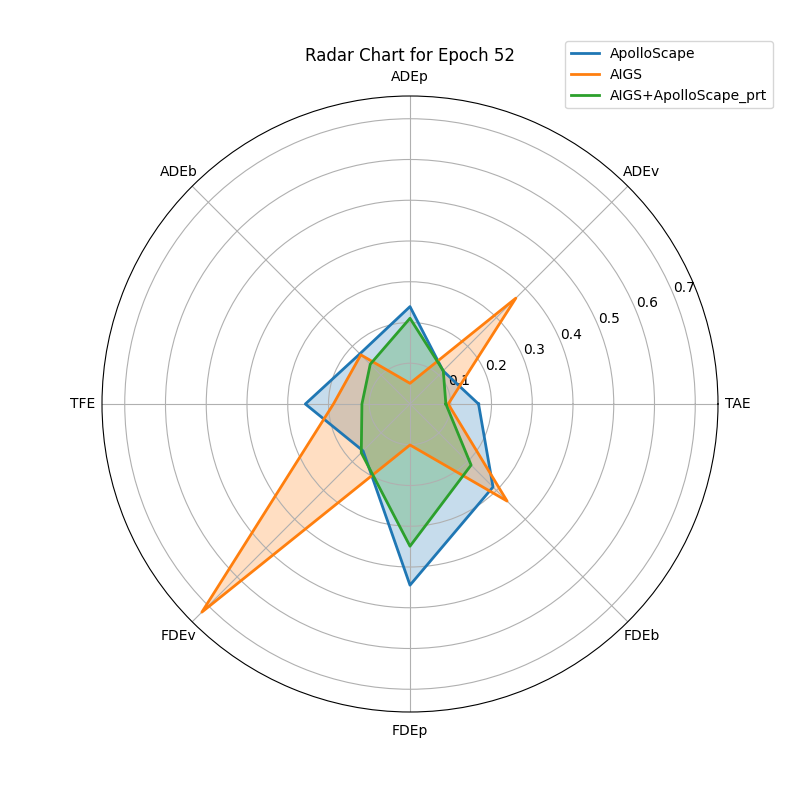 Radar Chart for Epoch 52
ApolloScape
AIGS
AIGS+ApolloScape_prt
ADEp
ADEb
ADEv
0.7
0.6
0.5
0.4
0.3
0.2
0.1
TFE
TAE
FDEv
FDEb
FDEp